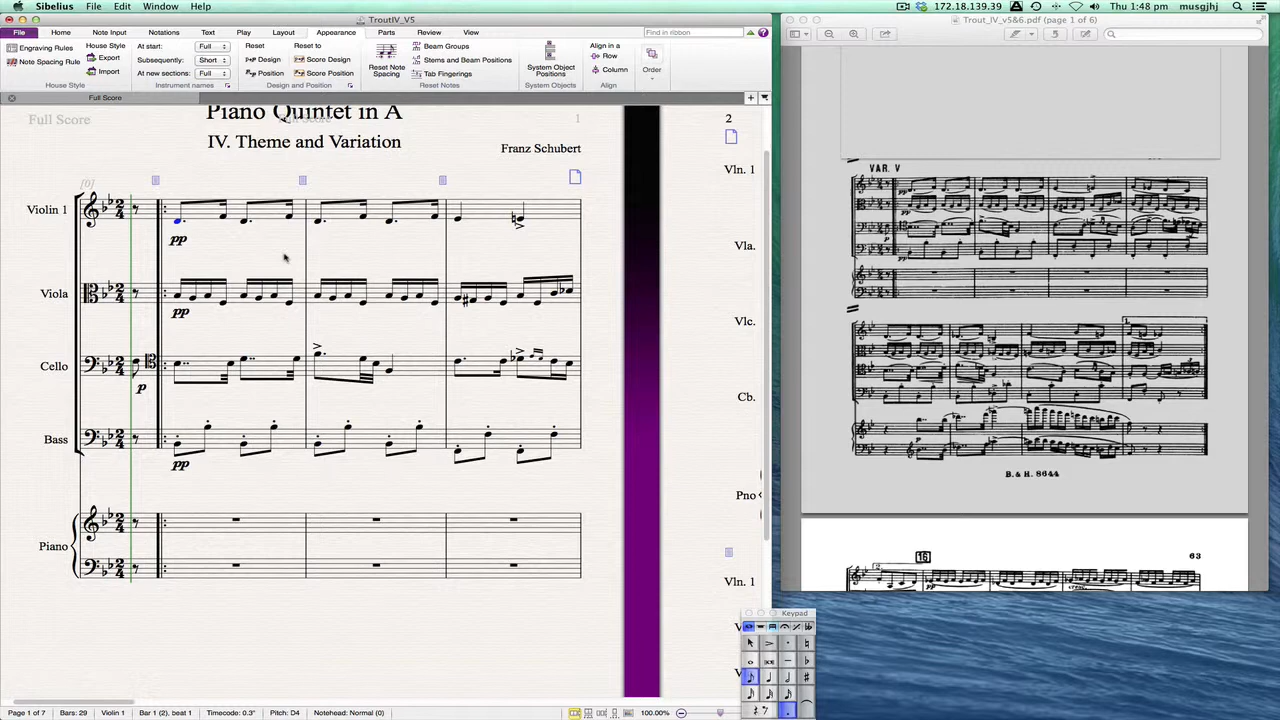 Sibelius File Edit Window Help 172.18.139.39 Thu 1:48 pm musgjhj
TroutIV_V5
File Home Note Input Notations Text Play Layout Appearance Parts Review View Find in ribbon
Engraving Rules House Style At start: Full Reset Reset to Beam Groups Align in a
Export Subsequently: Short Design Score Design Stems and Beam Positions Row
Note Spacing Rule Import At new sections: Full Position Score Position Reset Note Spacing Tab Fingerings System Object Positions Column Order
House Style Instrument names Design and Position Reset Notes System Objects Align
Full Score
Full Score
Piano Quintet in A
1
IV. Theme and Variation
Franz Schubert
[6]
Violin 1
pp
Viola
pp
Cello
p
Bass
pp
Piano
2
Vln. 1
Vla.
Vlc.
Cb.
Pno
Vln. 1
Trout_IV_v5&6.pdf (page 1 of 6)
VAR. V
pp
pp
pp
1.
B. & H. 8644
16
63
2
pp
Keypad
Page 1 of 7 Bars: 29 Violin 1 Bar 1 (2), beat 1 Timecode: 0.3" Pitch: D4 Notehead: Normal (0) 100.00%